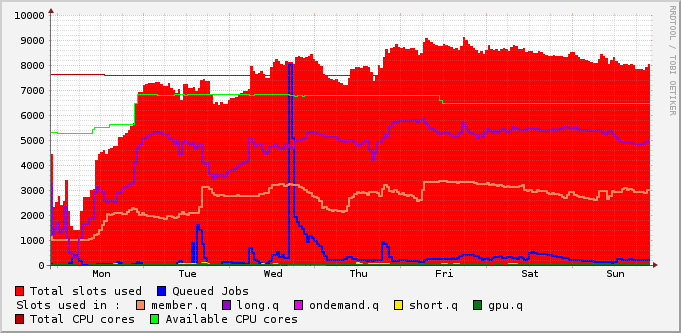 10000
9000
8000
7000
6000
5000
4000
3000
2000
1000
0
Mon Tue Wed Thu Fri Sat Sun
RRDTOOL / TOBI OETIKER
Total slots used Queued Jobs
Slots used in : member.q long.q ondemand.q short.q gpu.q
Total CPU cores Available CPU cores